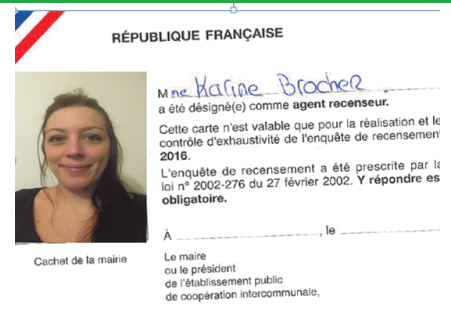 RÉPUBLIQUE FRANÇAISE
Mme Karine Brocher
a été désigné(e) comme agent recenseur.
Cette carte n'est valable que pour la réalisation et le
contrôle d'exhaustivité de l'enquête de recensement
2016.
L'enquête de recensement a été prescrite par la
loi n° 2002-276 du 27 février 2002. Y répondre es
obligatoire.
À , le
Cachet de la mairie
Le maire
ou le président
de l'établissement public
de coopération intercommunale,